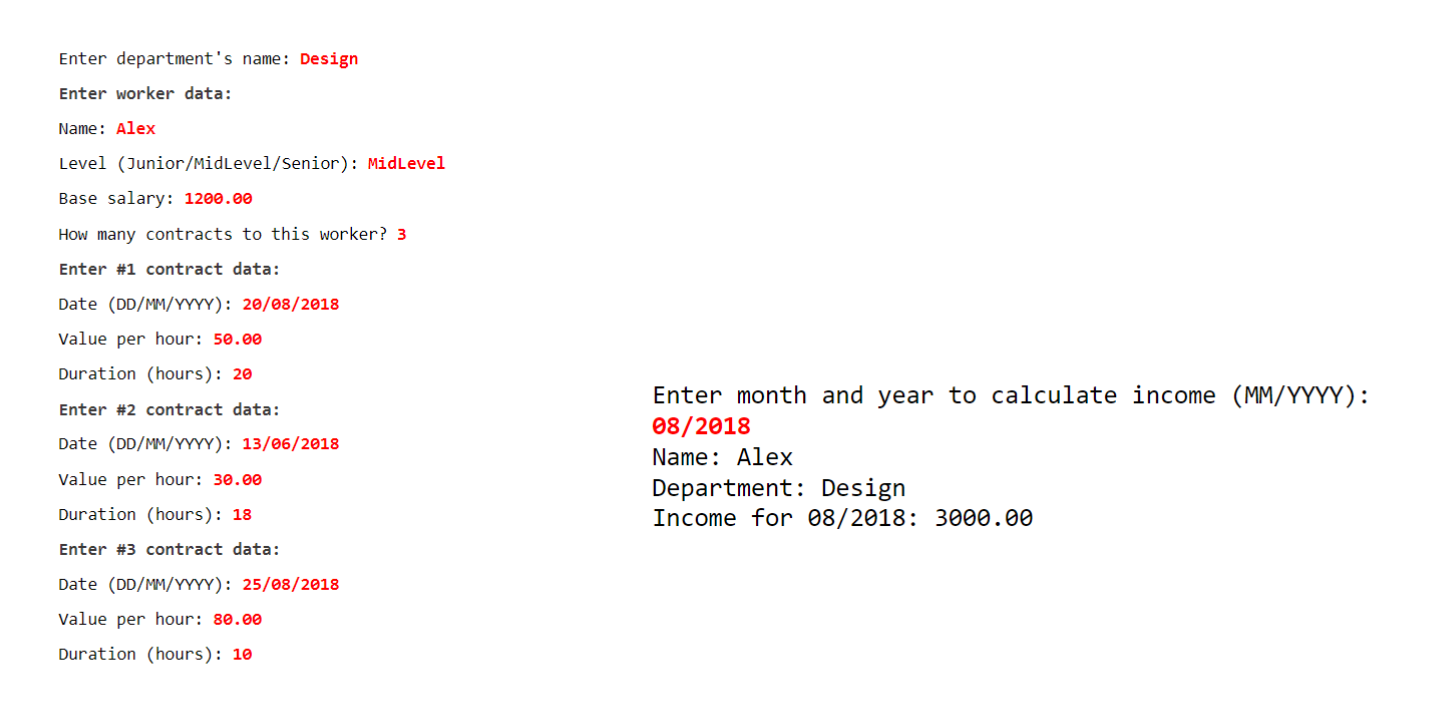 Enter department's name: Design
Enter worker data:
Name: Alex
Level (Junior/MidLevel/Senior): MidLevel
Base salary: 1200.00
How many contracts to this worker? 3
Enter #1 contract data:
Date (DD/MM/YYYY): 20/08/2018
Value per hour: 50.00
Duration (hours): 20
Enter #2 contract data:
Date (DD/MM/YYYY): 13/06/2018
Value per hour: 30.00
Duration (hours): 18
Enter #3 contract data:
Date (DD/MM/YYYY): 25/08/2018
Value per hour: 80.00
Duration (hours): 10
Enter month and year to calculate income (MM/YYYY):
08/2018
Name: Alex
Department: Design
Income for 08/2018: 3000.00